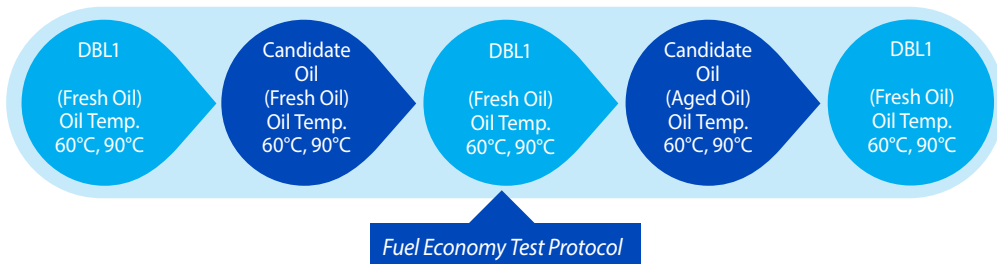 DBL1
(Fresh Oil)
Oil Temp.
60°C, 90°C
Candidate
Oil
(Fresh Oil)
Oil Temp.
60°C, 90°C
DBL1
(Fresh Oil)
Oil Temp.
60°C, 90°C
Candidate
Oil
(Aged Oil)
Oil Temp.
60°C, 90°C
DBL1
(Fresh Oil)
Oil Temp.
60°C, 90°C
Fuel Economy Test Protocol